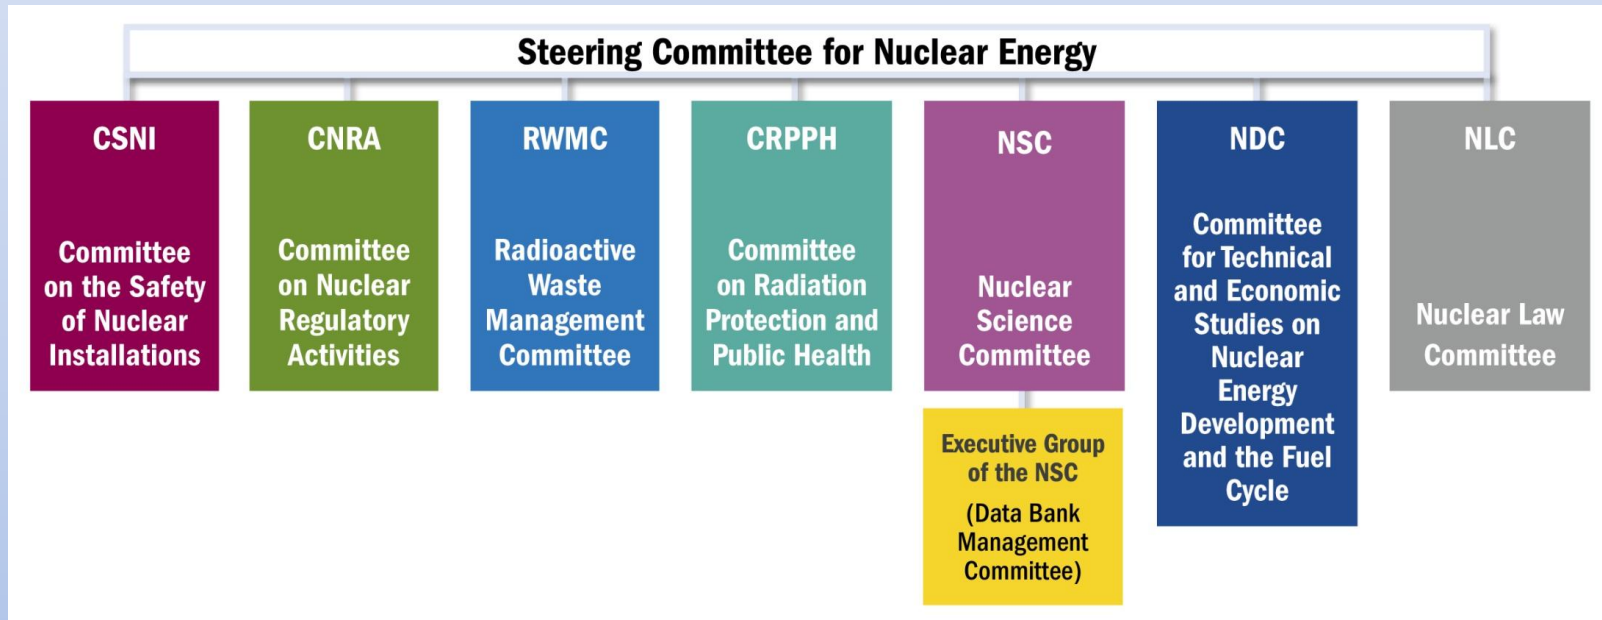 Steering Committee for Nuclear Energy
CSNI
Committee
on the Safety
of Nuclear
Installations
CNRA
Committee
on Nuclear
Regulatory
Activities
RWMC
Radioactive
Waste
Management
Committee
CRPPH
Committee
on Radiation
Protection and
Public Health
NSC
Nuclear
Science
Committee
Executive Group
of the NSC
(Data Bank
Management
Committee)
NDC
Committee
for Technical
and Economic
Studies on
Nuclear
Energy
Development
and the Fuel
Cycle
NLC
Nuclear Law
Committee